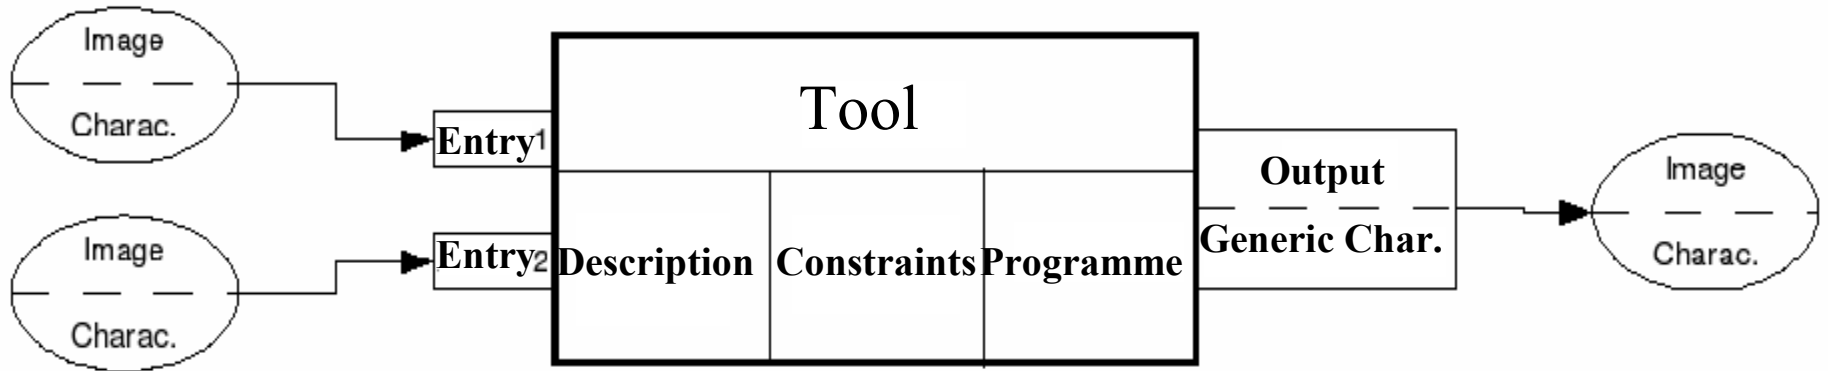 Image
Charac.
Entry1
Image
Charac.
Entry2
Tool
Description
Constraints
Programme
Output
Generic Char.
Image
Charac.